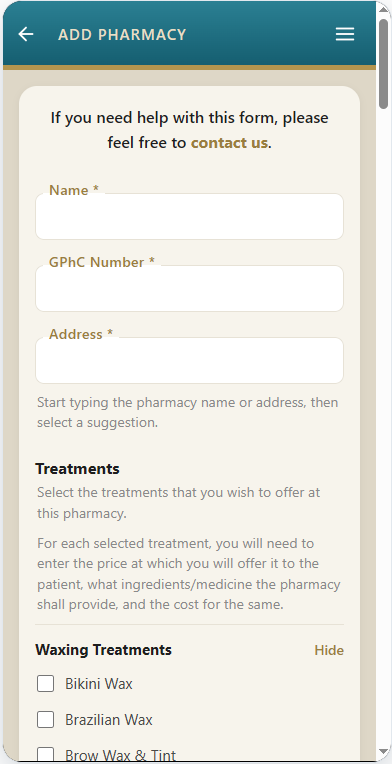 ADD PHARMACY
If you need help with this form, please
feel free to contact us.
Name *
GPhC Number *
Address *
Start typing the pharmacy name or address, then
select a suggestion.
Treatments
Select the treatments that you wish to offer at
this pharmacy.
For each selected treatment, you will need to
enter the price at which you will offer it to the
patient, what ingredients/medicine the pharmacy
shall provide, and the cost for the same.
Waxing Treatments Hide
Bikini Wax
Brazilian Wax
Brow Wax & Tint